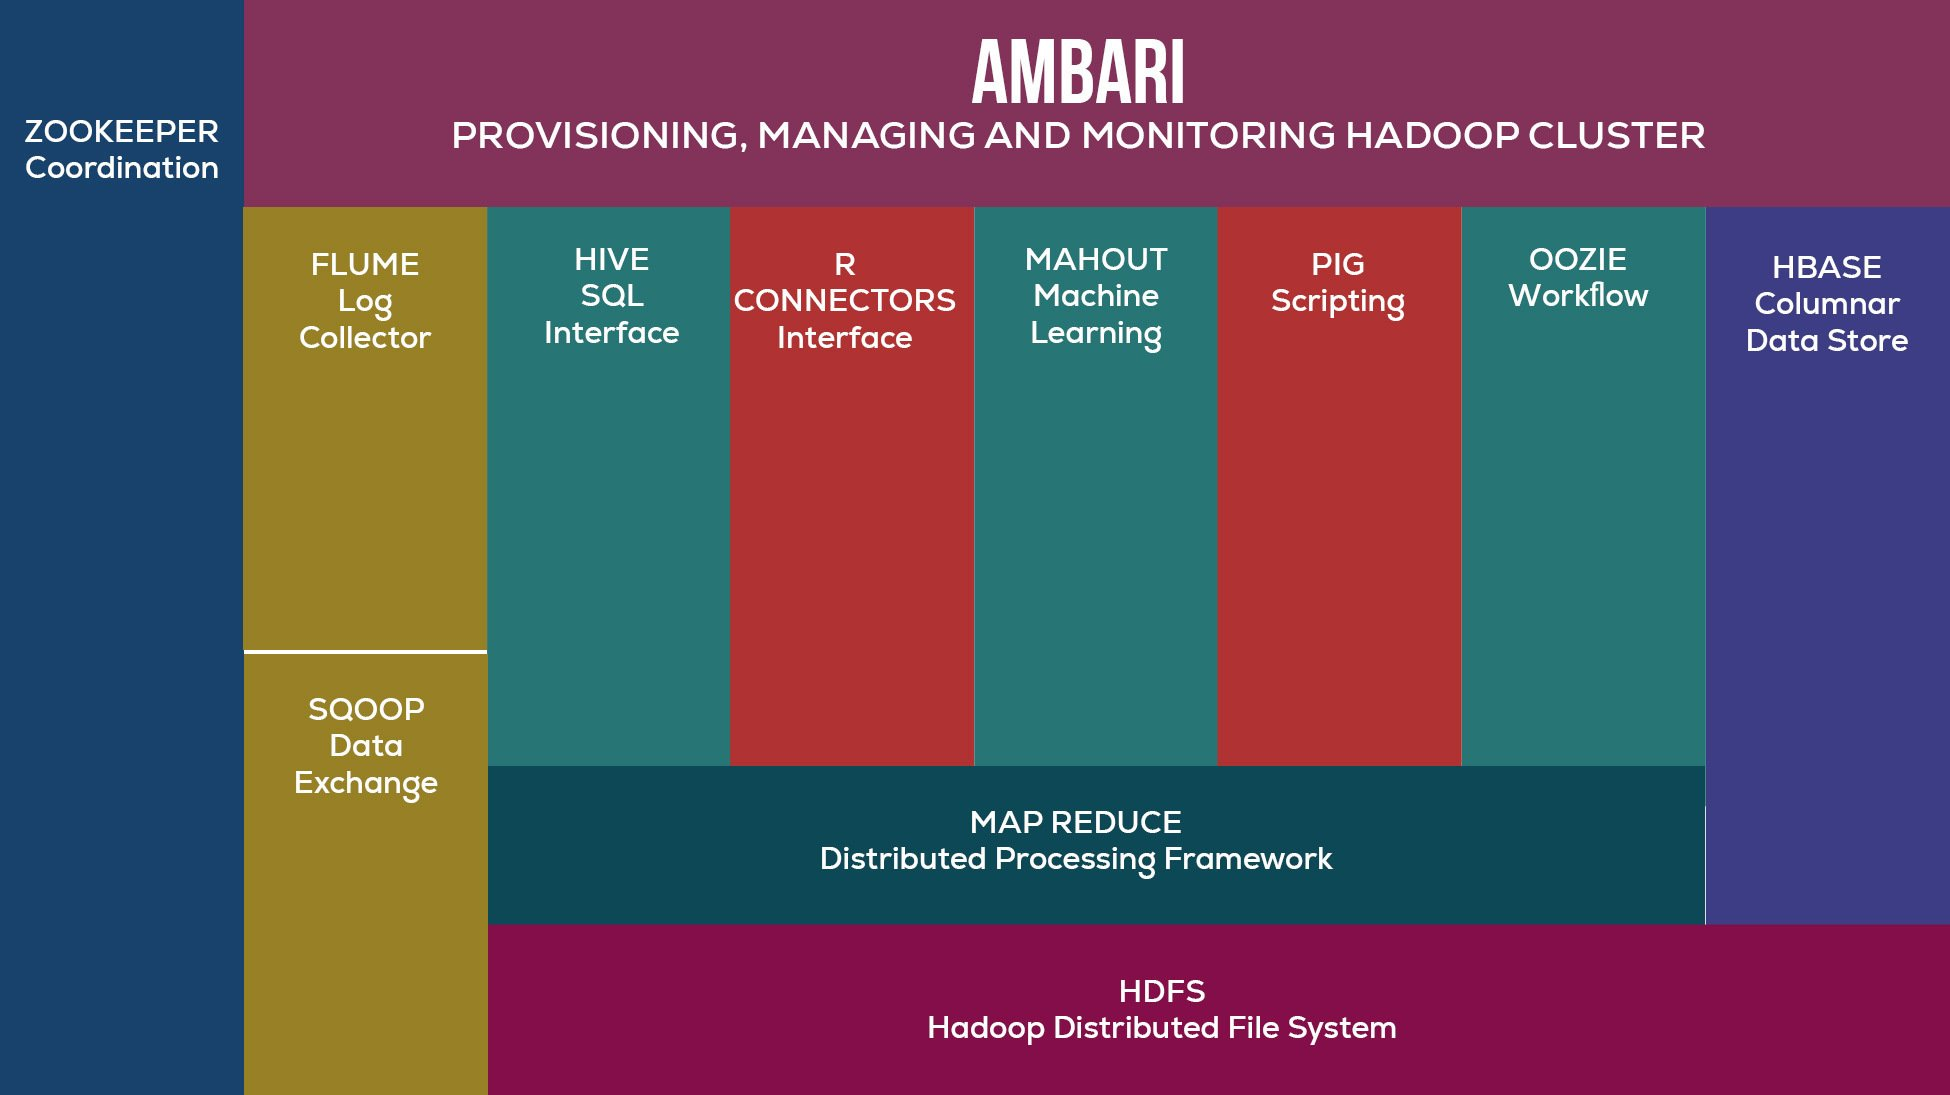 ZOOKEEPER
Coordination
AMBARI
PROVISIONING, MANAGING AND MONITORING HADOOP CLUSTER
FLUME
Log
Collector
HIVE
SQL
Interface
R
CONNECTORS
Interface
MAHOUT
Machine
Learning
PIG
Scripting
OOZIE
Workflow
HBASE
Columnar
Data Store
SQOOP
Data
Exchange
MAP REDUCE
Distributed Processing Framework
HDFS
Hadoop Distributed File System